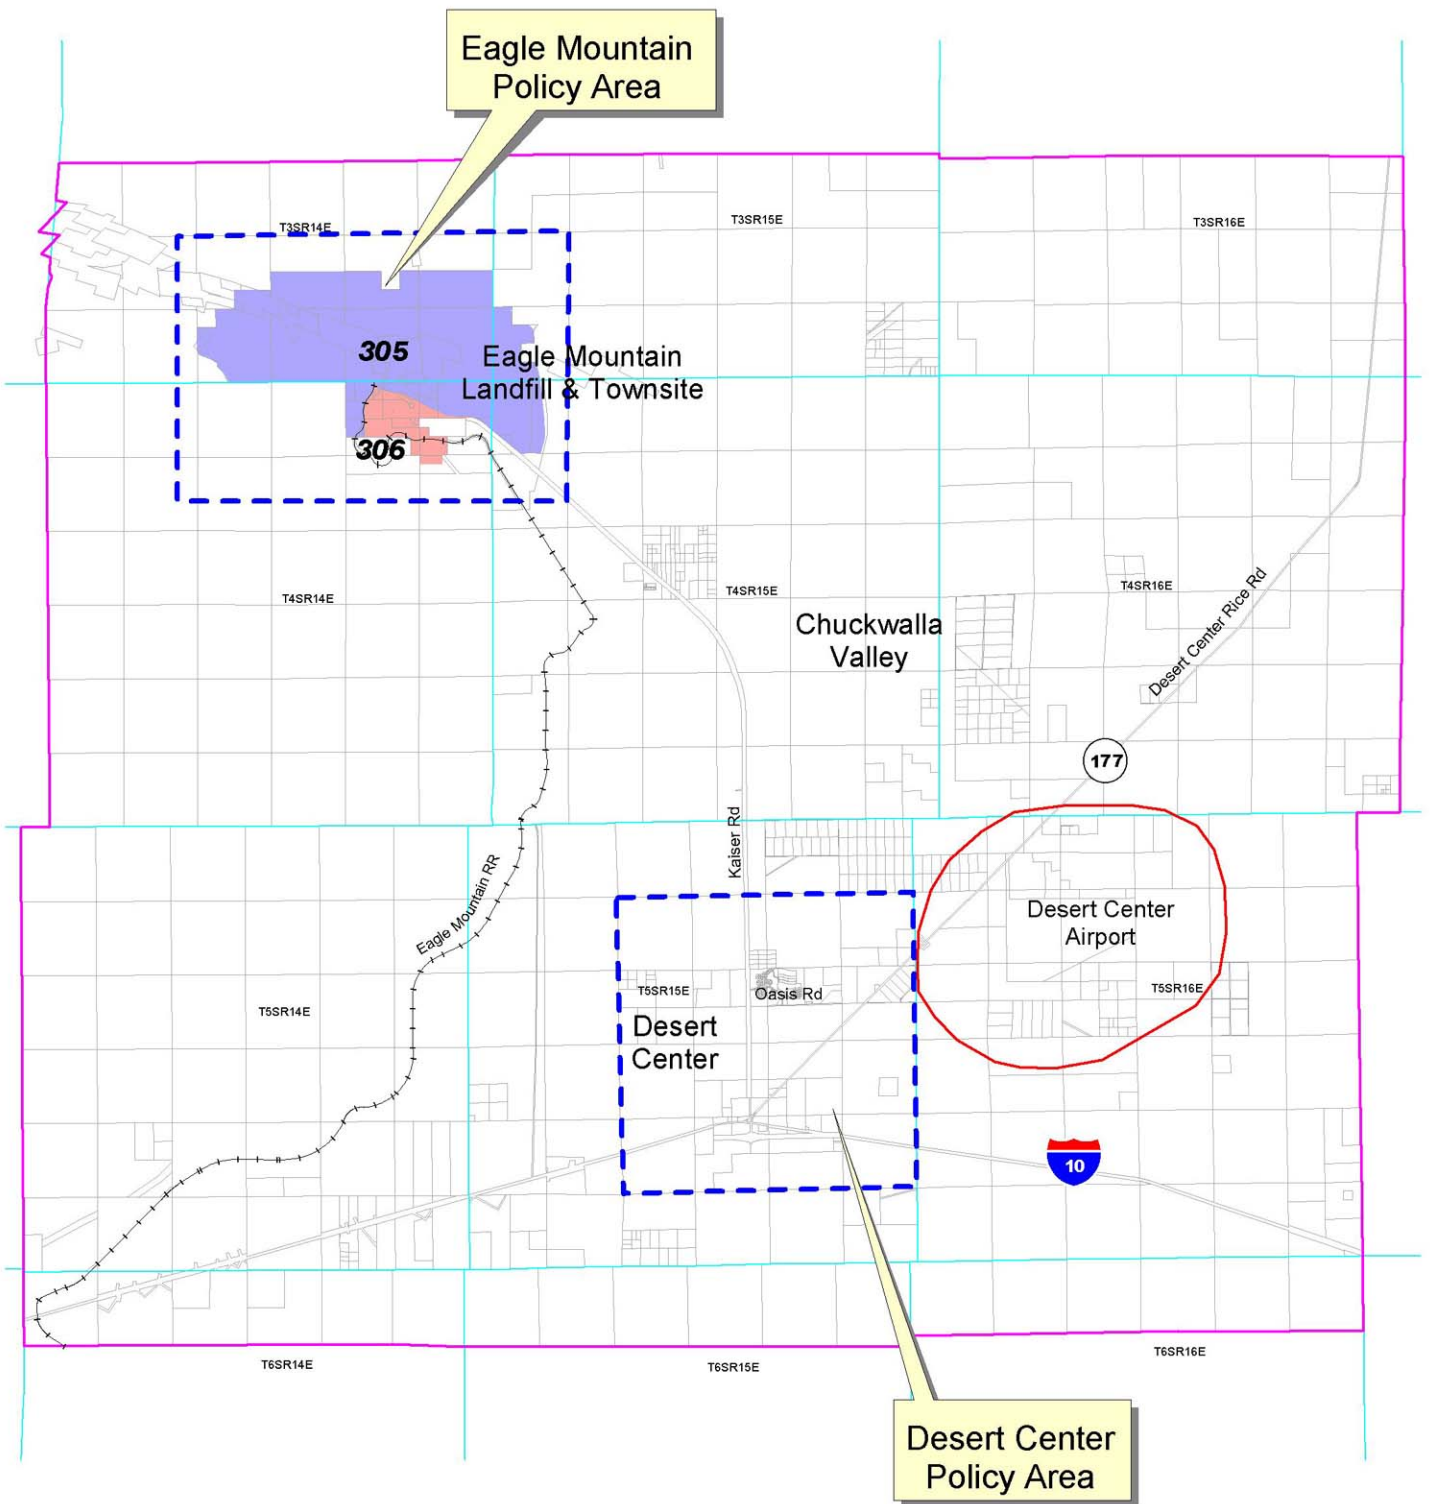 Eagle Mountain
Policy Area
T3SR14E
T3SR15E
T3SR16E
305
Eagle Mountain
Landfill & Townsite
306
T4SR14E
T4SR15E
T4SR16E
Chuckwalla
Valley
Desert Center Rice Rd
177
Kaiser Rd
Eagle Mountain RR
Desert Center
Airport
T5SR14E
T5SR15E
Oasis Rd
T5SR16E
Desert
Center
10
T6SR14E
T6SR15E
T6SR16E
Desert Center
Policy Area